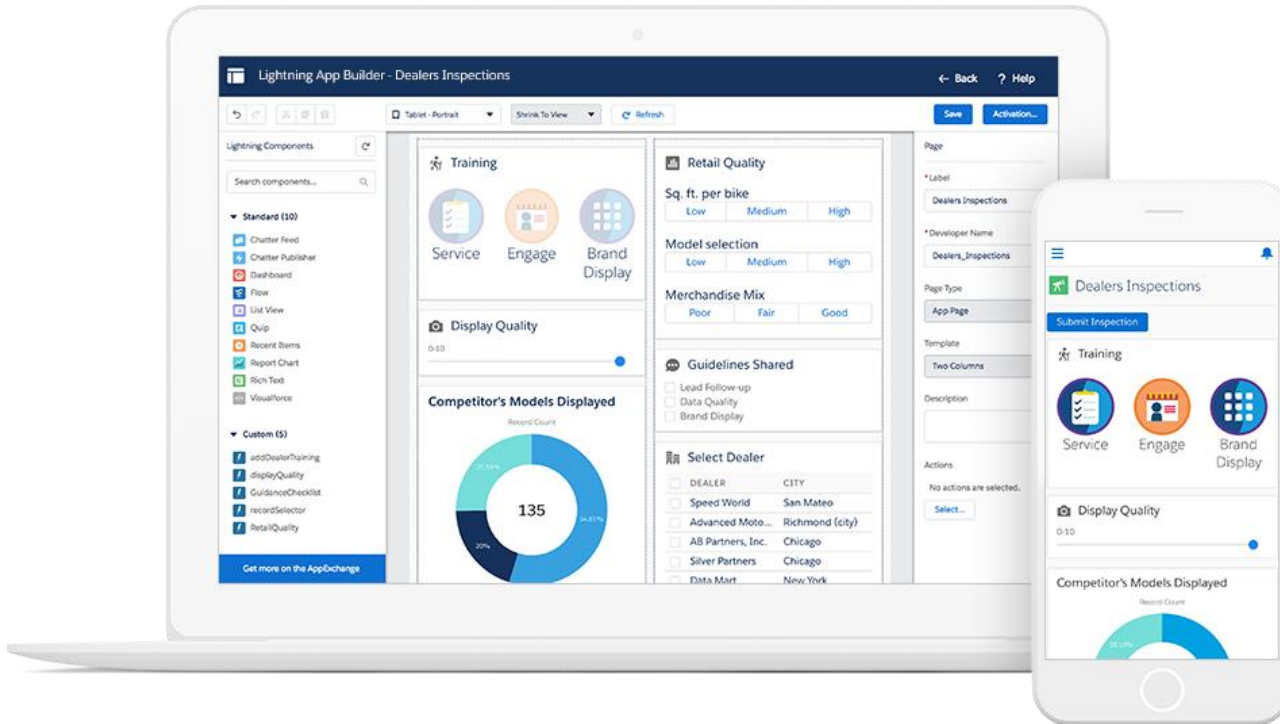 Lightning App Builder - Dealers Inspections
← Back ? Help
Tablet - Portrait Shrink To View Refresh Save Activation...
Lightning Components
Search components...
Standard (10)
Chatter Feed
Chatter Publisher
Dashboard
Flow
List View
Quip
Recent Items
Report Chart
Rich Text
Visualforce
Custom (5)
addDealerTraining
displayQuality
GuidanceChecklist
recordSelector
RetailQuality
Get more on the AppExchange
Training
Service Engage Brand Display
Display Quality
0-10
Competitor's Models Displayed
Record Count
135
20%
Retail Quality
Sq. ft. per bike
Low Medium High
Model selection
Low Medium High
Merchandise Mix
Poor Fair Good
Guidelines Shared
Lead Follow-up
Data Quality
Brand Display
Select Dealer
DEALER CITY
Speed World San Mateo
Advanced Moto... Richmond (city)
AB Partners, Inc. Chicago
Silver Partners Chicago
Data Mart New York
Page
*Label
Dealers Inspections
*Developer Name
Dealers_Inspections
Page Type
App Page
Template
Two Columns
Description
Actions
No actions are selected.
Select...
Dealers Inspections
Submit Inspection
Training
Service Engage Brand
Display
Display Quality
0-10
Competitor's Models Displayed
Record Count